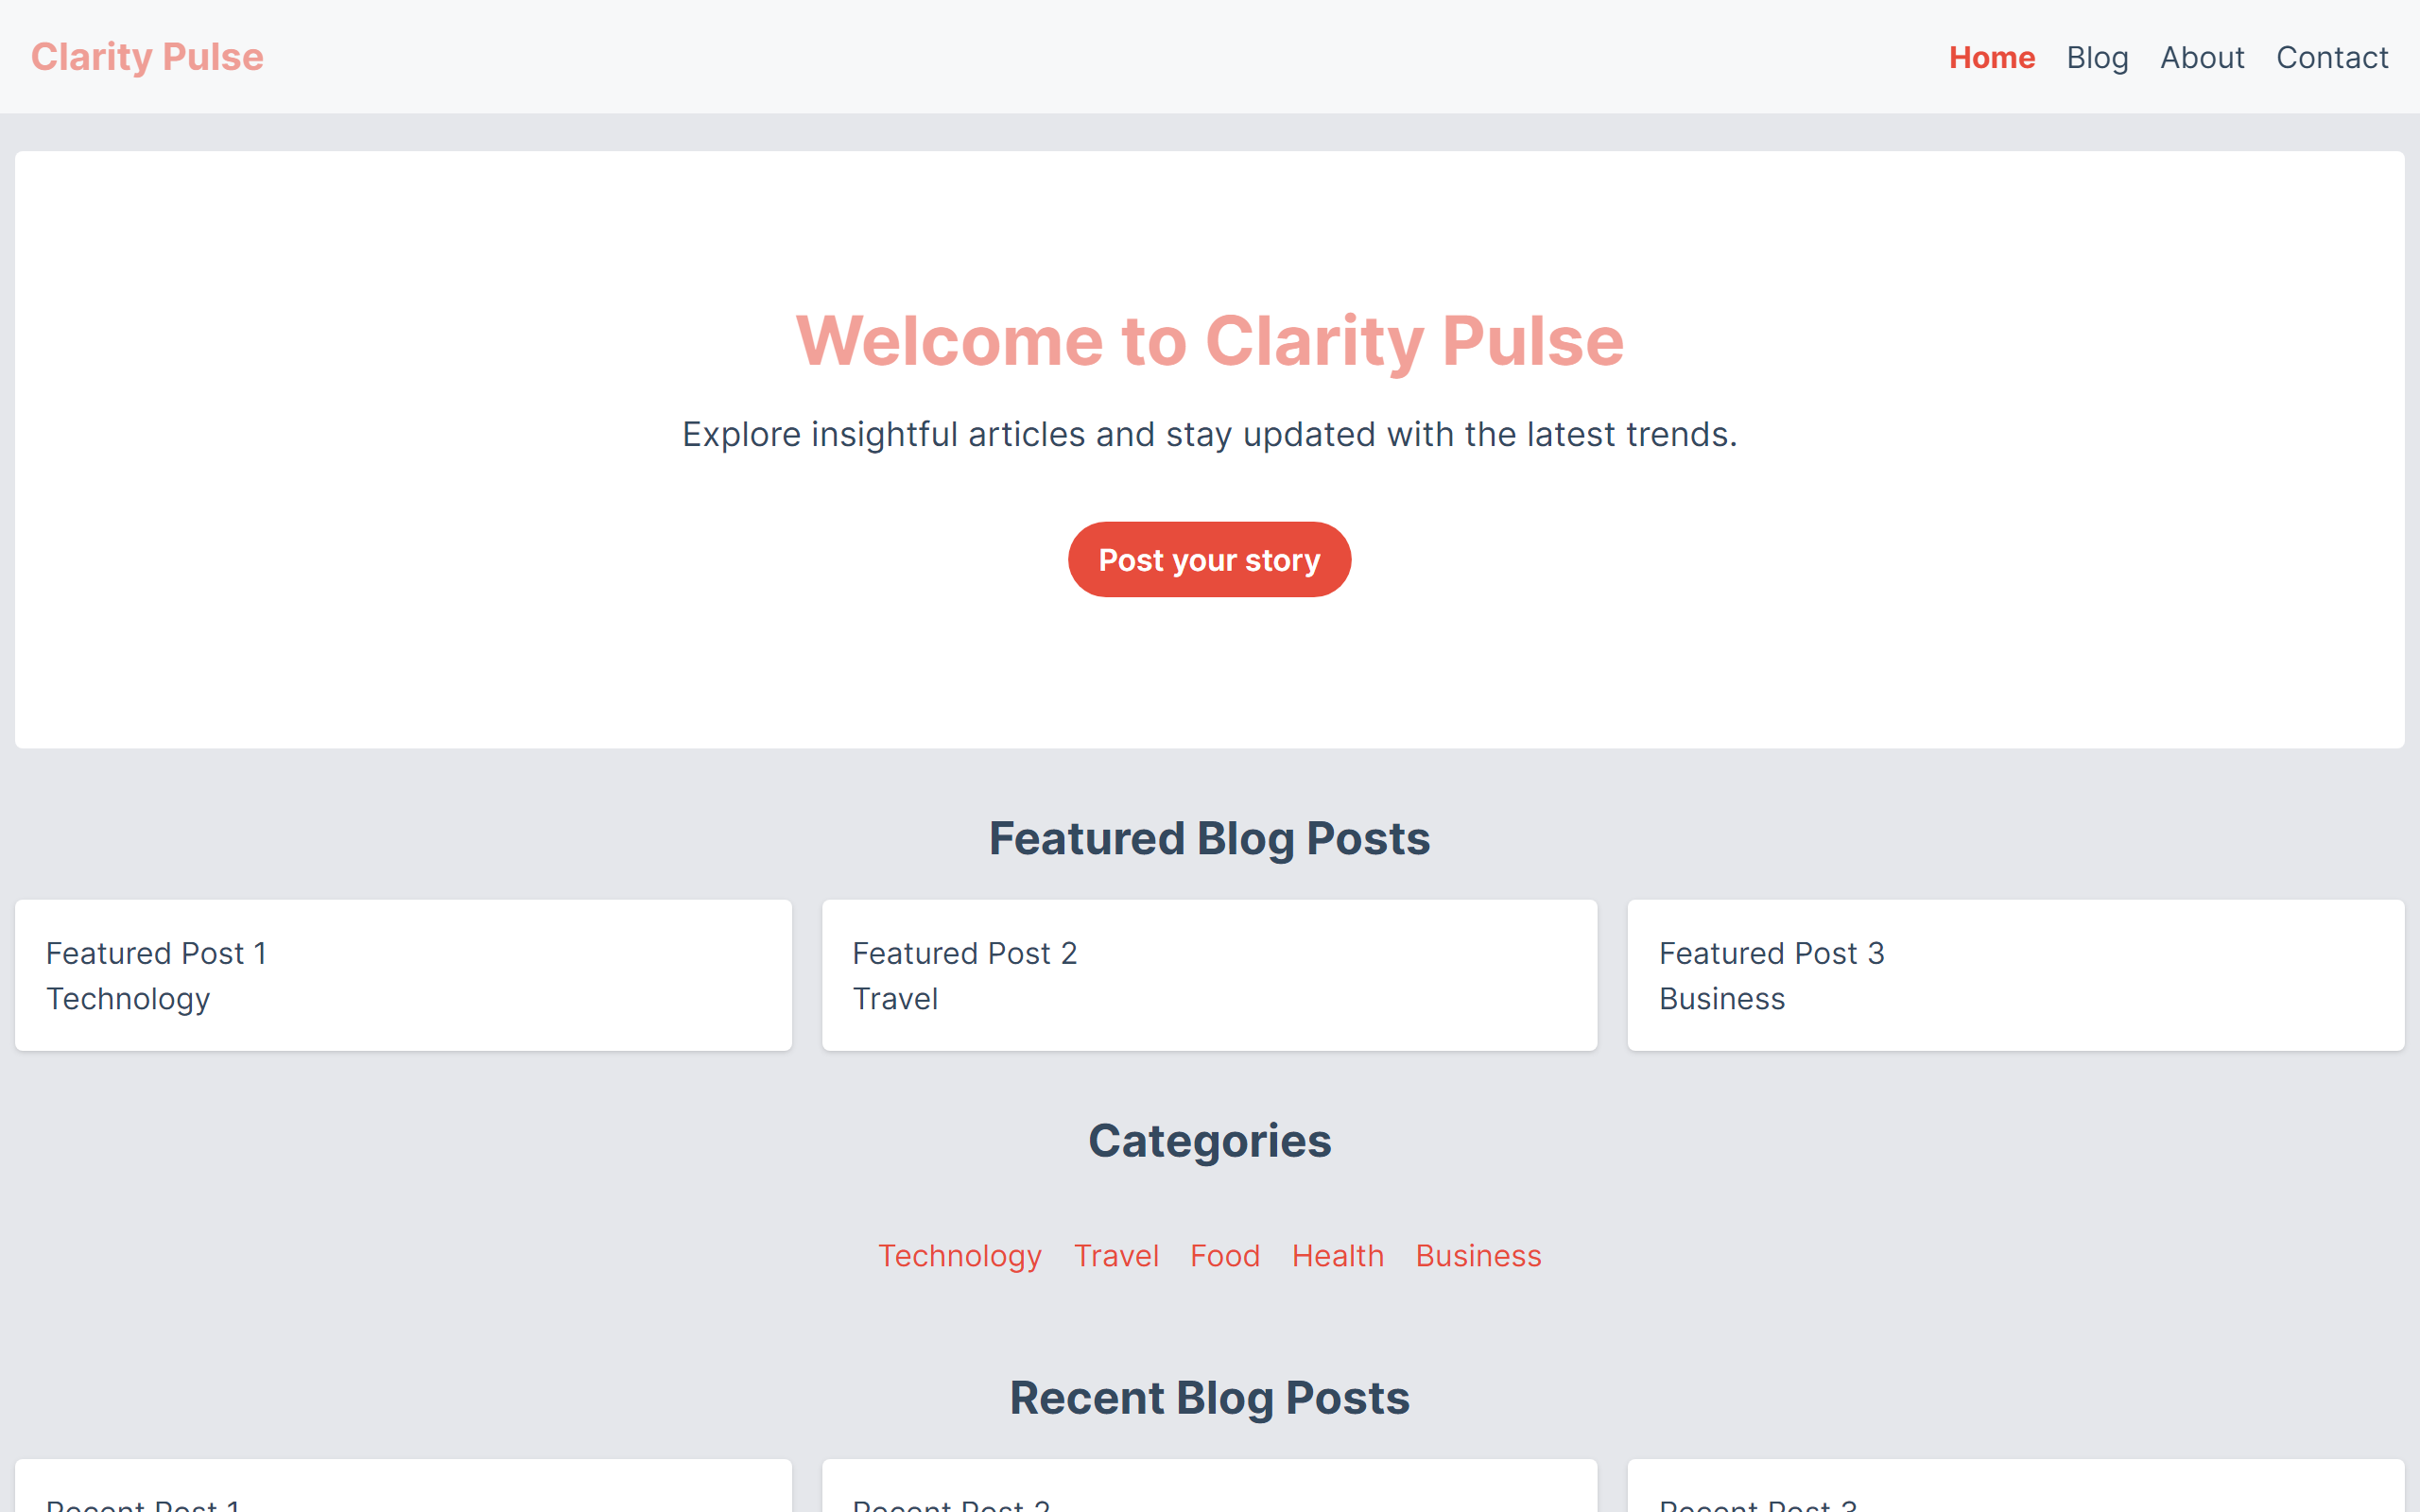 Clarity Pulse
Home Blog About Contact
Welcome to Clarity Pulse
Explore insightful articles and stay updated with the latest trends.
Post your story
Featured Blog Posts
Featured Post 1
Technology
Featured Post 2
Travel
Featured Post 3
Business
Categories
Technology Travel Food Health Business
Recent Blog Posts
Recent Post 1
Recent Post 2
Recent Post 3